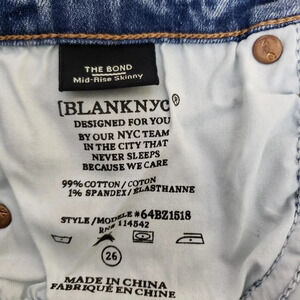 THE BOND
Mid-Rise Skinny
[BLANKNYC®
DESIGNED FOR YOU
BY OUR NYC TEAM
IN THE CITY THAT
NEVER SLEEPS
BECAUSE WE CARE
99% COTTON / COTON
1% SPANDEX / ELASTHANNE
STYLE / MODELE #64BZ1518
RN# 114542
26
MADE IN CHINA
FABRIQUÉ EN CHINE